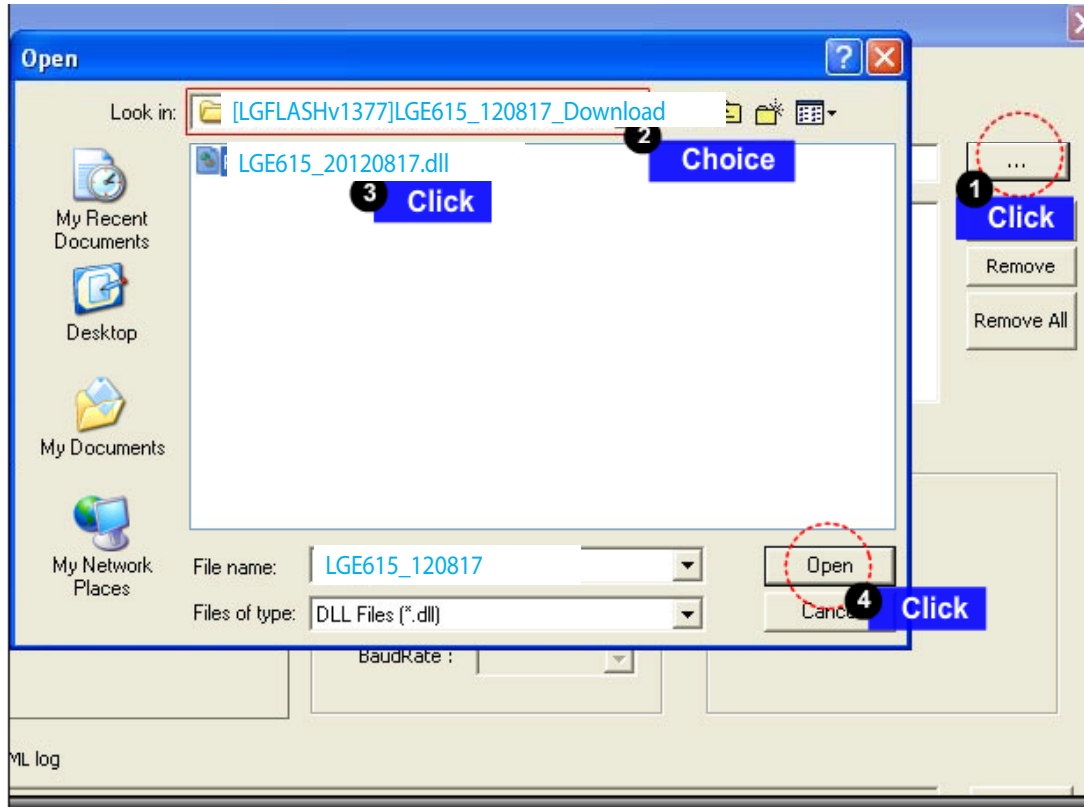 Open
Look in:
[LGFLASHv1377]LGE615_120817_Download
2
Choice
LGE615_20120817.dll
3
Click
...
1
Click
My Recent
Documents
Remove
Desktop
Remove All
My Documents
My Network
Places
File name:
LGE615_120817
Open
Files of type:
DLL Files (*.dll)
4
Click
BaudRate :
ML log